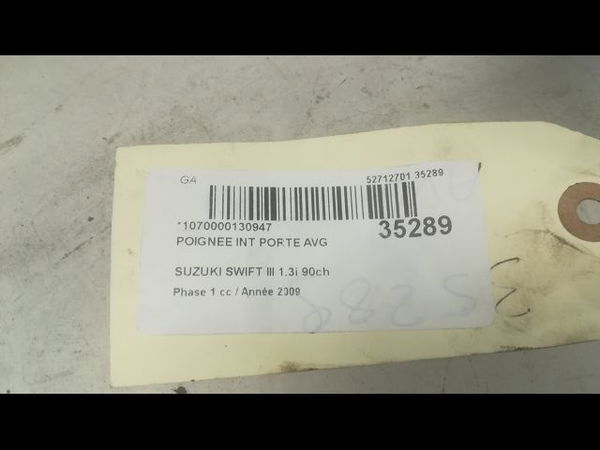 GA
52712701 35289
*1070000130947
35289
POIGNEE INT PORTE AVG
SUZUKI SWIFT III 1.3i 90ch
Phase 1 cc / Année 2009